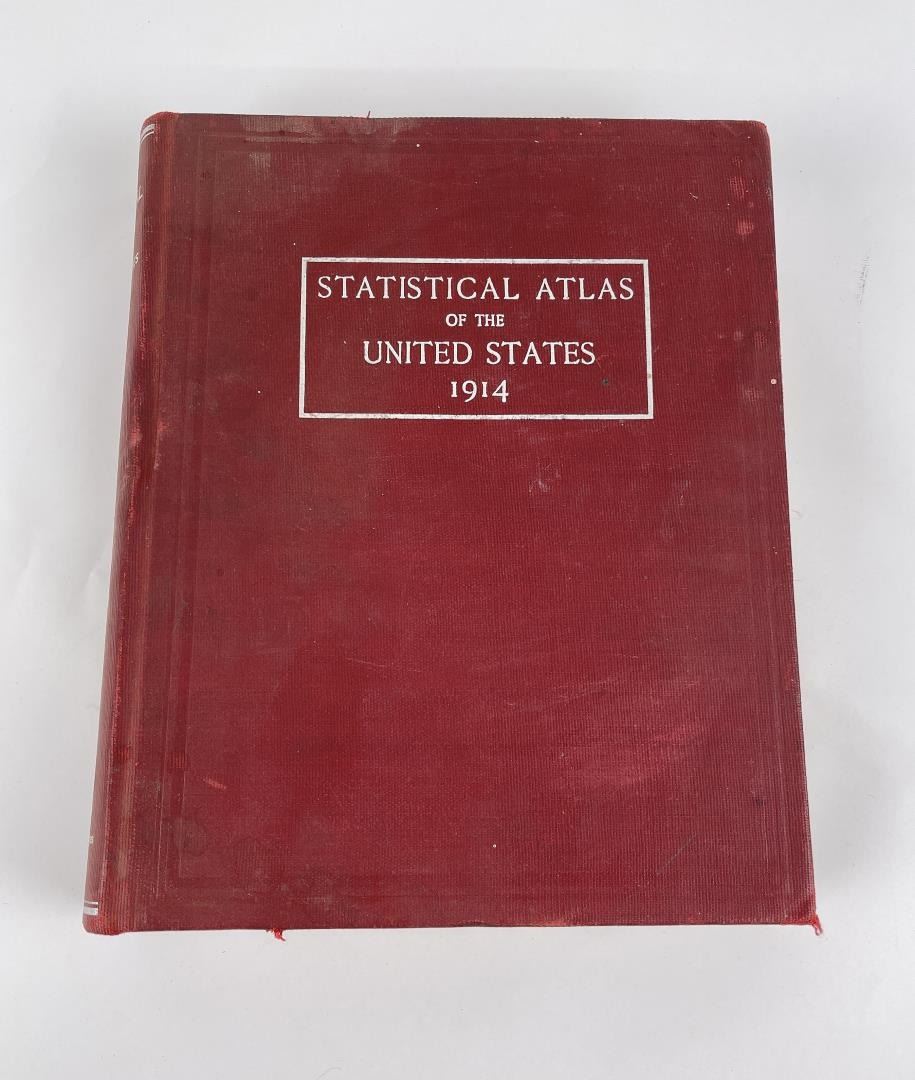 STATISTICAL ATLAS
OF THE
UNITED STATES
1914